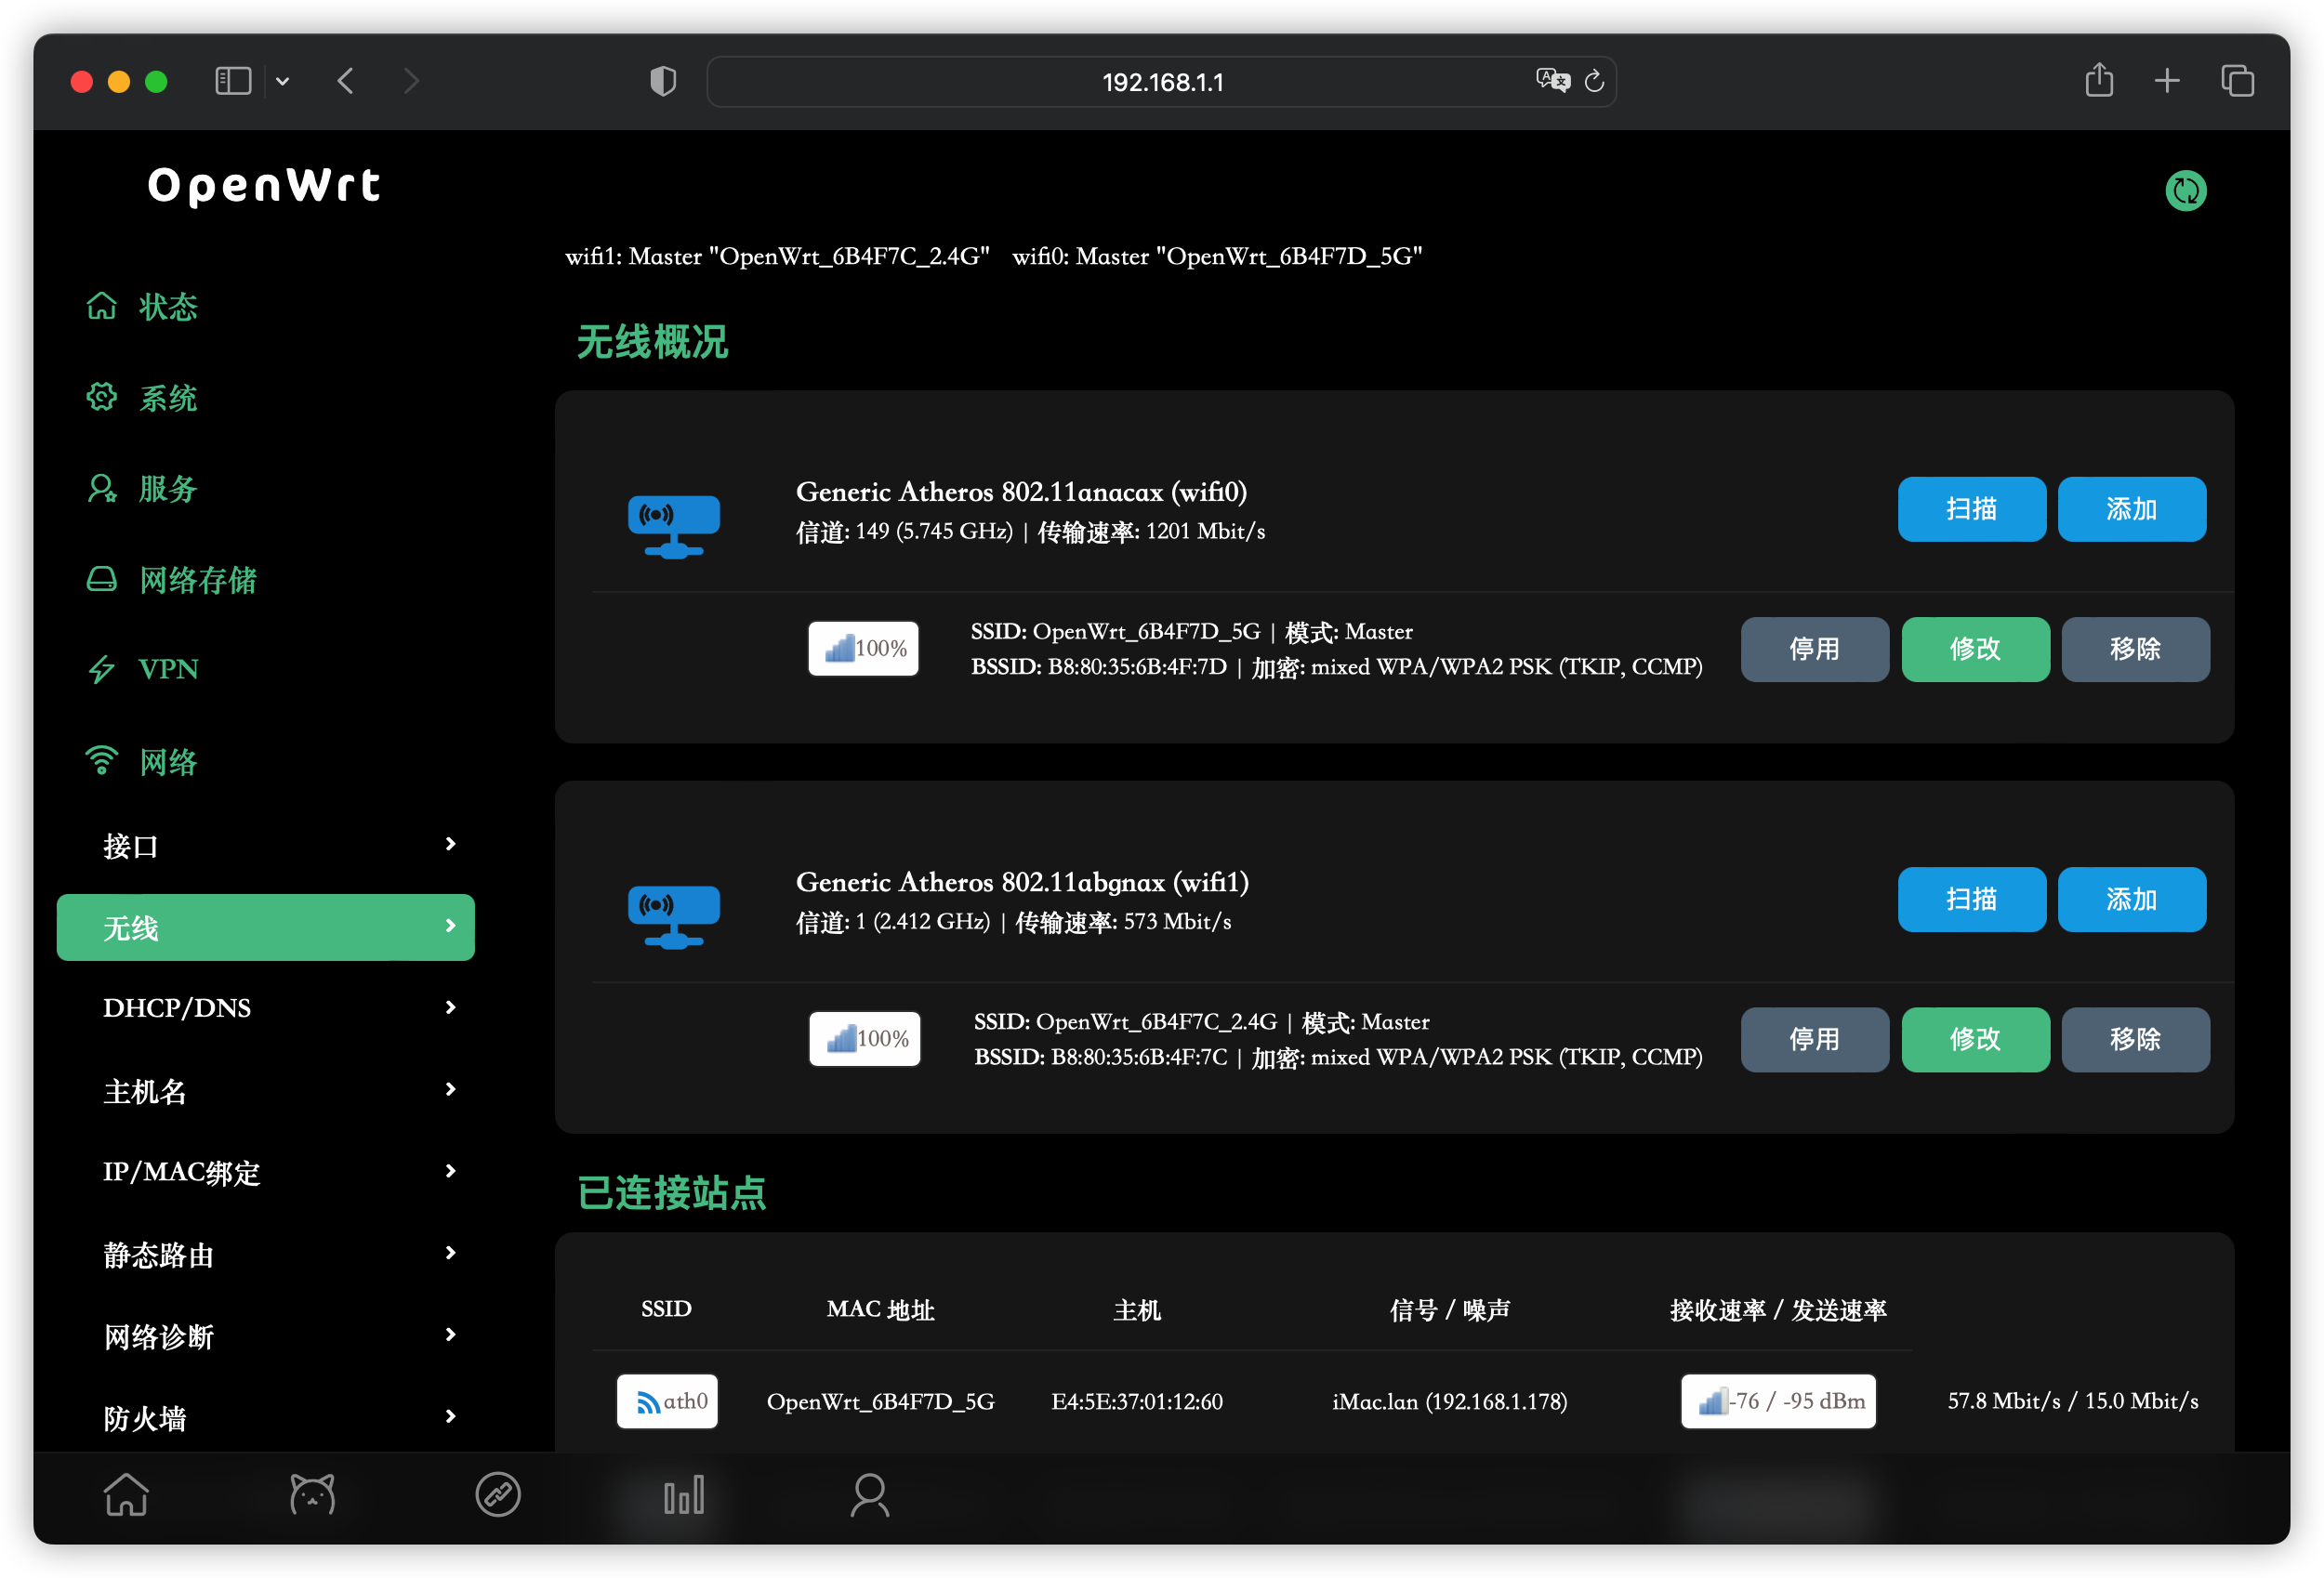 192.168.1.1
OpenWrt
wifi1: Master "OpenWrt_6B4F7C_2.4G" wifi0: Master "OpenWrt_6B4F7D_5G"
状态
系统
服务
网络存储
VPN
网络
接口
无线
DHCP/DNS
主机名
IP/MAC绑定
静态路由
网络诊断
防火墙
无线概况
Generic Atheros 802.11anacax (wifi0)
信道: 149 (5.745 GHz) | 传输速率: 1201 Mbit/s
扫描 添加
100%
SSID: OpenWrt_6B4F7D_5G | 模式: Master
BSSID: B8:80:35:6B:4F:7D | 加密: mixed WPA/WPA2 PSK (TKIP, CCMP)
停用 修改 移除
Generic Atheros 802.11abgnax (wifi1)
信道: 1 (2.412 GHz) | 传输速率: 573 Mbit/s
扫描 添加
100%
SSID: OpenWrt_6B4F7C_2.4G | 模式: Master
BSSID: B8:80:35:6B:4F:7C | 加密: mixed WPA/WPA2 PSK (TKIP, CCMP)
停用 修改 移除
已连接站点
SSID MAC 地址 主机 信号 / 噪声 接收速率 / 发送速率
ath0 OpenWrt_6B4F7D_5G E4:5E:37:01:12:60 iMac.lan (192.168.1.178) -76 / -95 dBm 57.8 Mbit/s / 15.0 Mbit/s